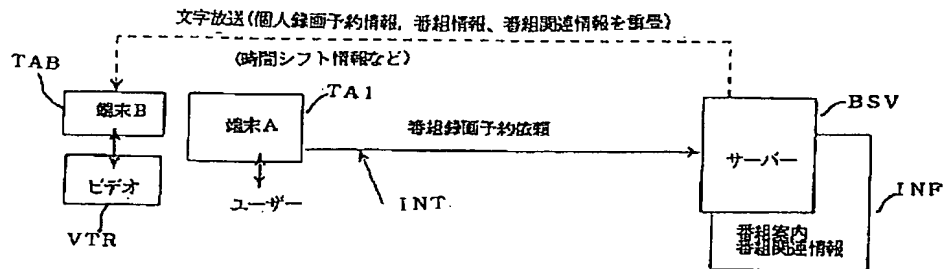 文字放送(個人録画予約情報,番組情報、番組関連情報を重畳)
(時間シフト情報など)
TAB
端末B
ビデオ
VTR
端末A
TA1
ユーザー
番組録画予約依頼
INT.
BSV
サーバー
INF
番組案内
番組関連情報